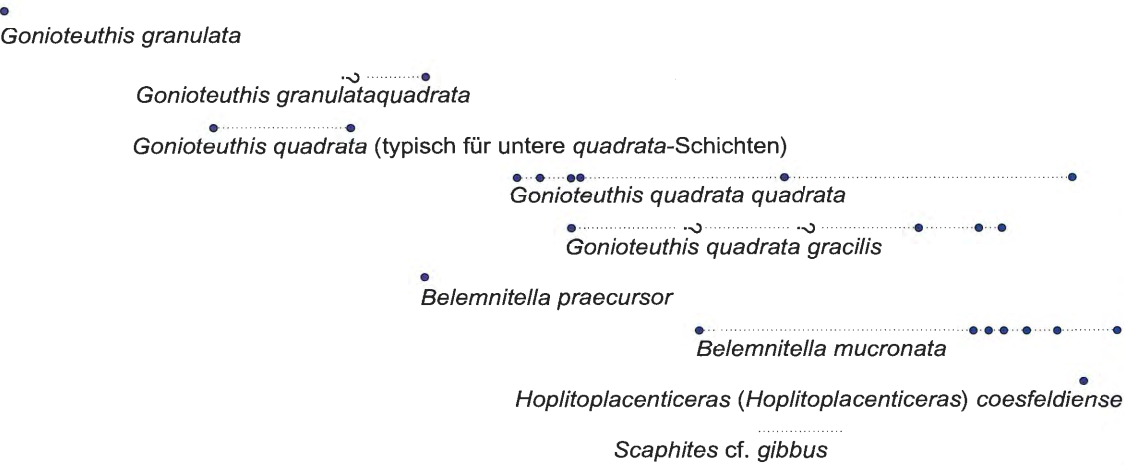 Gonioteuthis granulata
?
Gonioteuthis granulataquadrata
Gonioteuthis quadrata (typisch für untere quadrata-Schichten)
Gonioteuthis quadrata quadrata
? ?
Gonioteuthis quadrata gracilis
Belemnitella praecursor
Belemnitella mucronata
Hoplitoplacenticeras (Hoplitoplacenticeras) coesfeldiense
Scaphites cf. gibbus